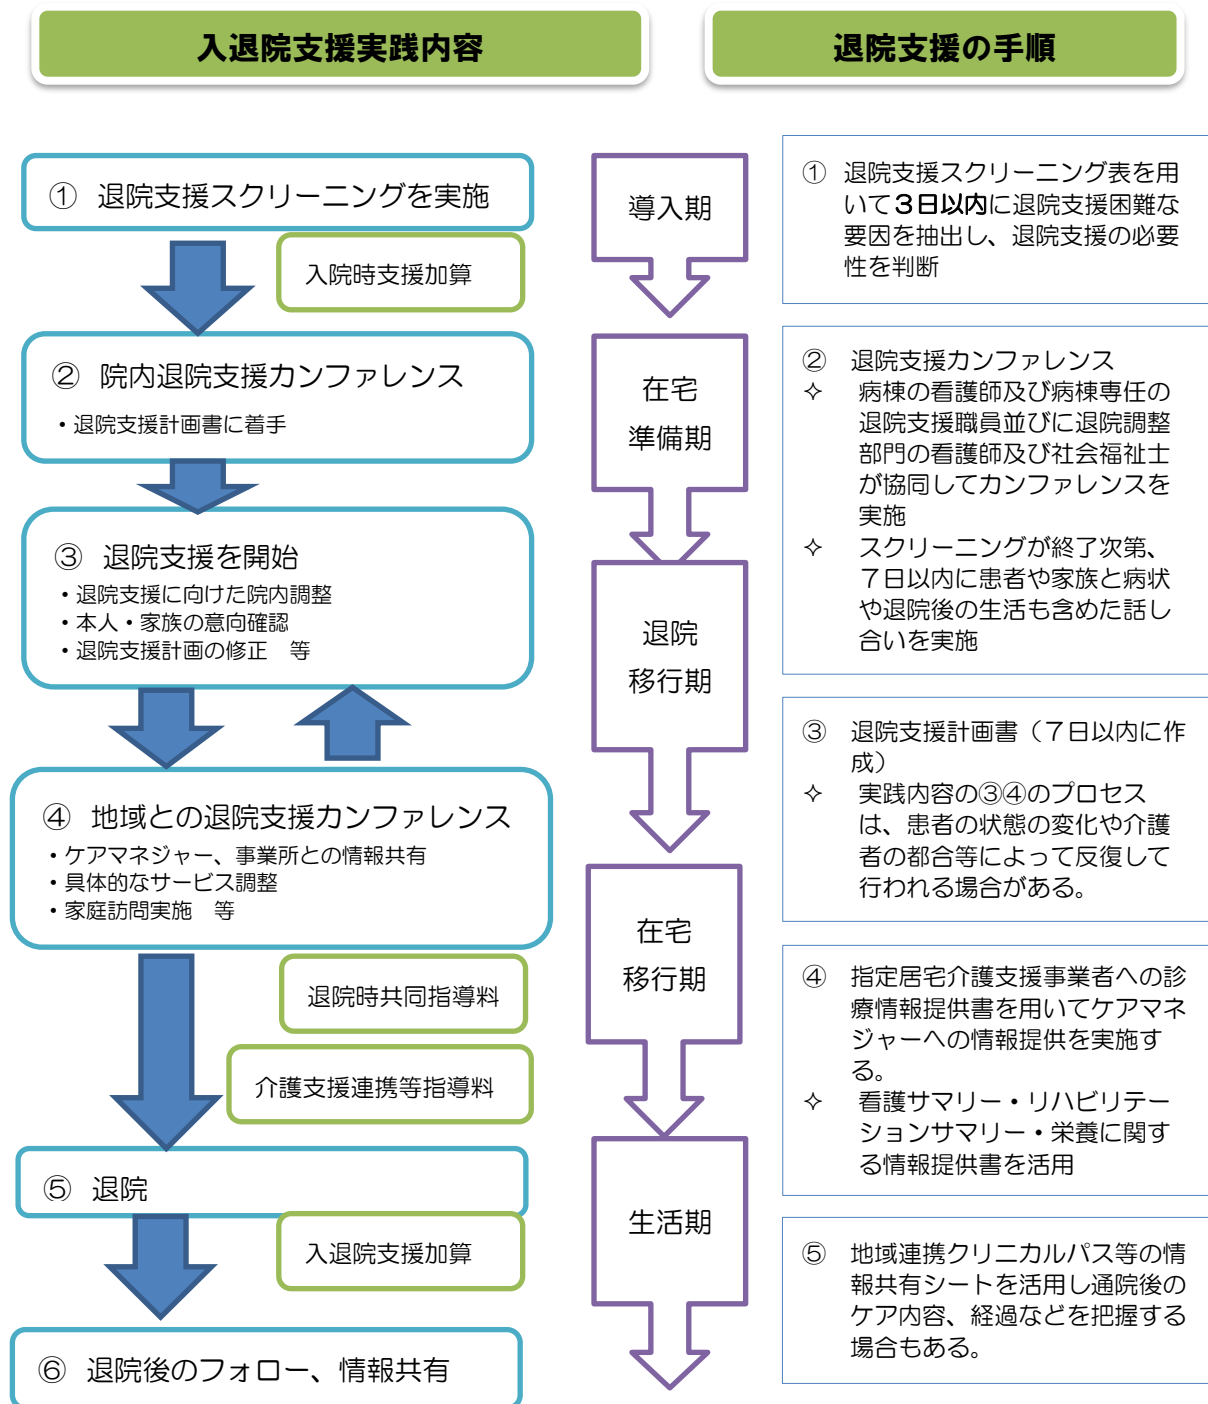 入退院支援実践内容
退院支援の手順
① 退院支援スクリーニングを実施
入院時支援加算
② 院内退院支援カンファレンス
・退院支援計画書に着手
③ 退院支援を開始
・退院支援に向けた院内調整
・本人・家族の意向確認
・退院支援計画の修正　等
④ 地域との退院支援カンファレンス
・ケアマネジャー、事業所との情報共有
・具体的なサービス調整
・家庭訪問実施　等
退院時共同指導料
介護支援連携等指導料
⑤ 退院
入退院支援加算
⑥ 退院後のフォロー、情報共有
導入期
在宅
準備期
退院
移行期
在宅
移行期
生活期
① 退院支援スクリーニング表を用
いて３日以内に退院支援困難な
要因を抽出し、退院支援の必要
性を判断
② 退院支援カンファレンス
✧ 病棟の看護師及び病棟専任の
退院支援職員並びに退院調整
部門の看護師及び社会福祉士
が協同してカンファレンスを
実施
✧ スクリーニングが終了次第、
７日以内に患者や家族と病状
や退院後の生活も含めた話し
合いを実施
③ 退院支援計画書（７日以内に作
成）
✧ 実践内容の③④のプロセス
は、患者の状態の変化や介護
者の都合等によって反復して
行われる場合がある。
④ 指定居宅介護支援事業者への診
療情報提供書を用いてケアマネ
ジャーへの情報提供を実施す
る。
✧ 看護サマリー・リハビリテー
ションサマリー・栄養に関す
る情報提供書を活用
⑤ 地域連携クリニカルパス等の情
報共有シートを活用し通院後の
ケア内容、経過などを把握する
場合もある。